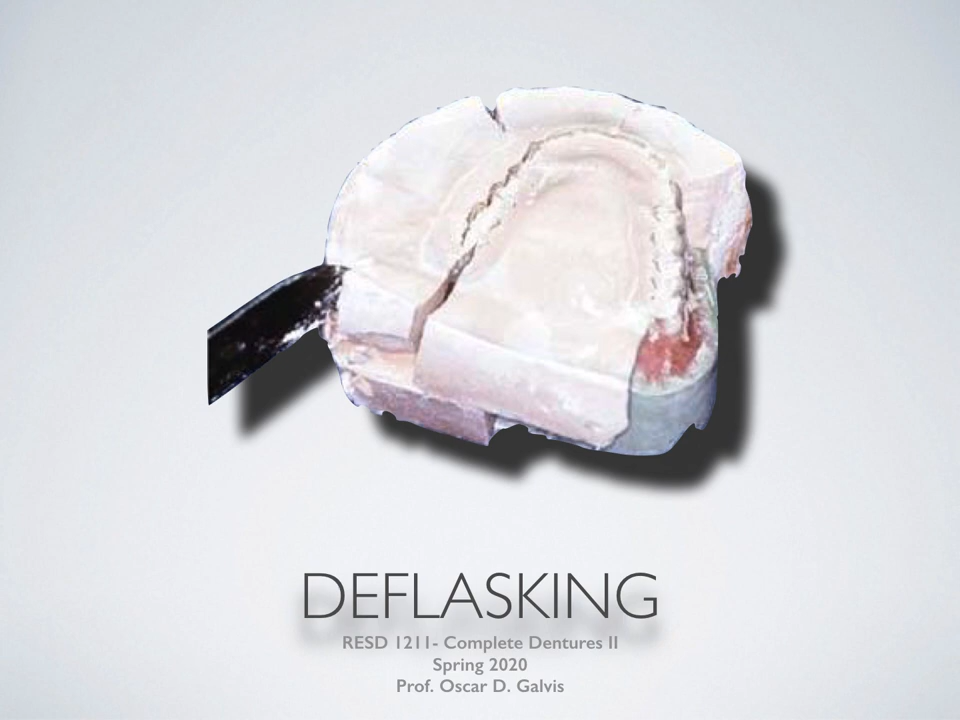 DEFLASKING
RESD 1211- Complete Dentures II
Spring 2020
Prof. Oscar D. Galvis